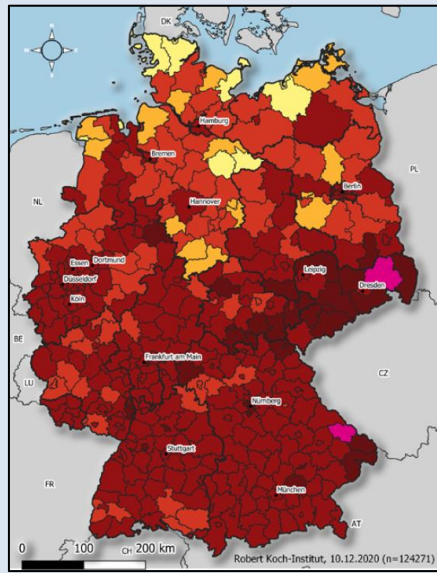 DK
N
Hamburg
Bremen
PL
Berlin
NL
Hannover
Essen
Dortmund
Düsseldorf
Leipzig
Dresden
Köln
BE
Frankfurt am Main
LU
CZ
Nürnberg
Stuttgart
FR
München
AT
0 100 200 km
CH
Robert Koch-Institut, 10.12.2020 (n=124271)